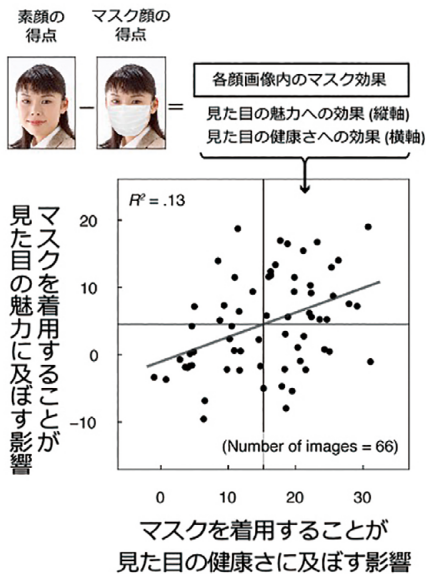 素顔の
得点
マスク顔の
得点
−
=
各顔画像内のマスク効果
見た目の魅力への効果 (縦軸)
見た目の健康さへの効果 (横軸)
マスクを着用することが
見た目の魅力に及ぼす影響
R² = .13
20
10
0
−10
(Number of images = 66)
0
10
20
30
マスクを着用することが
見た目の健康さに及ぼす影響